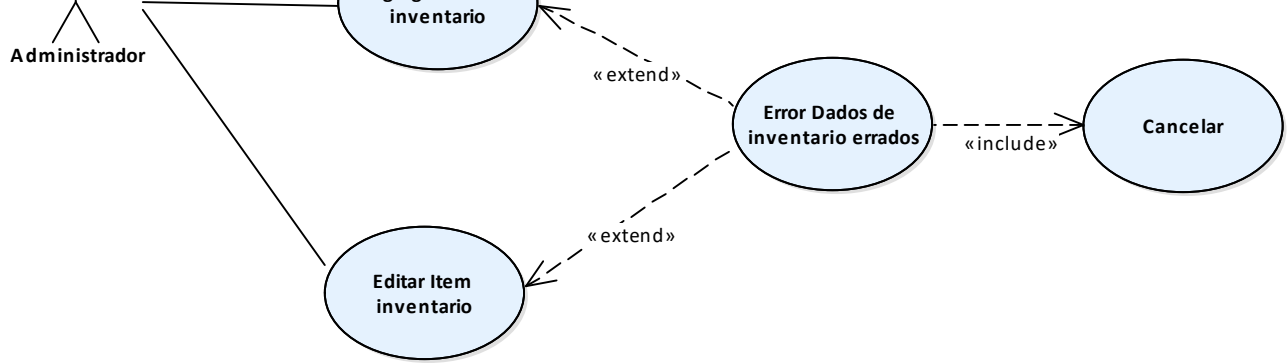 inventario
Administrador
«extend»
Error Dados de
inventario errados
«include»
Cancelar
«extend»
Editar Item
inventario